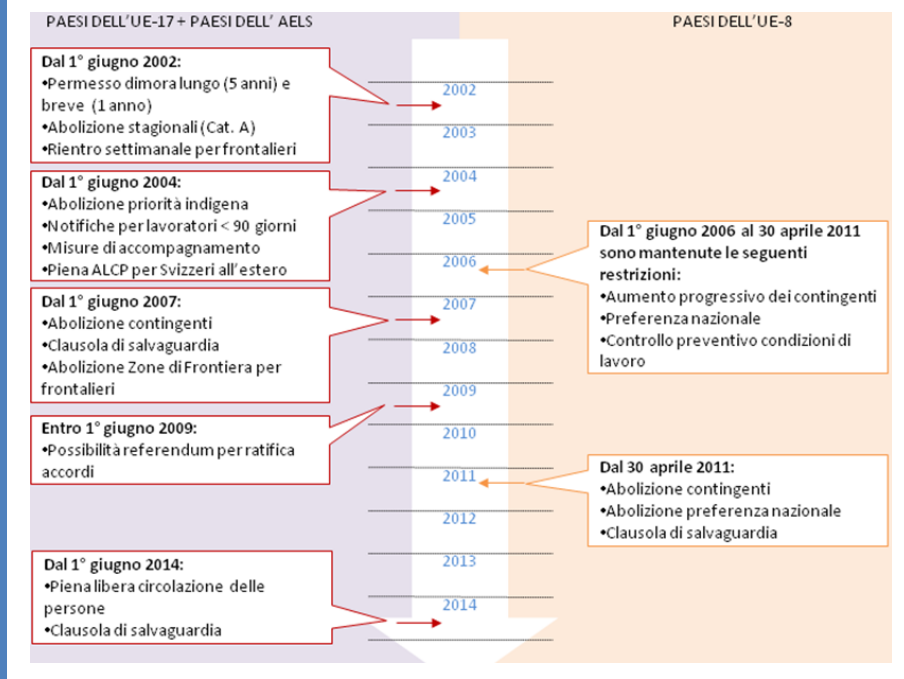 PAESI DELL'UE-17 + PAESI DELL' AELS
PAESI DELL'UE-8
Dal 1° giugno 2002:
•Permesso dimora lungo (5 anni) e
breve (1 anno)
•Abolizione stagionali (Cat. A)
•Rientro settimanale per frontalieri
Dal 1° giugno 2004:
•Abolizione priorità indigena
•Notifiche per lavoratori < 90 giorni
•Misure di accompagnamento
•Piena ALCP per Svizzeri all'estero
Dal 1° giugno 2007:
•Abolizione contingenti
•Clausola di salvaguardia
•Abolizione Zone di Frontiera per
frontalieri
Entro 1° giugno 2009:
•Possibilità referendum per ratifica
accordi
Dal 1° giugno 2014:
•Piena libera circolazione delle
persone
•Clausola di salvaguardia
2002
2003
2004
2005
2006
2007
2008
2009
2010
2011
2012
2013
2014
Dal 1° giugno 2006 al 30 aprile 2011
sono mantenute le seguenti
restrizioni:
•Aumento progressivo dei contingenti
•Preferenza nazionale
•Controllo preventivo condizioni di
lavoro
Dal 30 aprile 2011:
•Abolizione contingenti
•Abolizione preferenza nazionale
•Clausola di salvaguardia